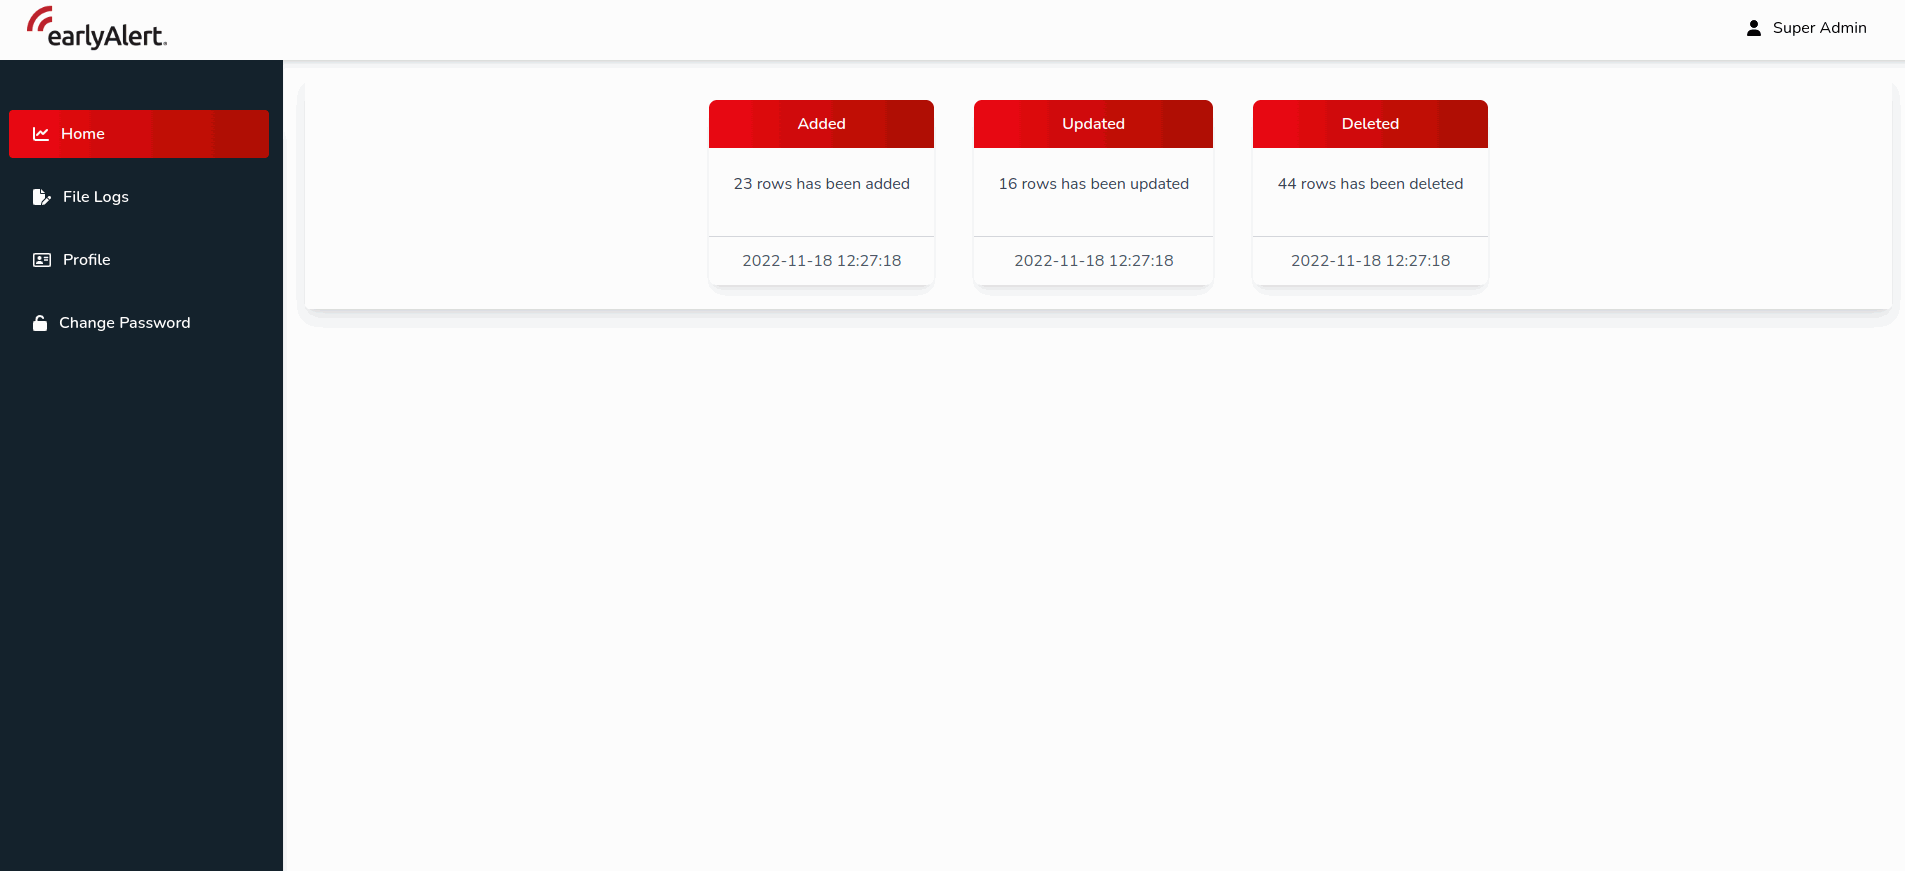 earlyAlert.
Super Admin
Home
File Logs
Profile
Change Password
Added
23 rows has been added
2022-11-18 12:27:18
Updated
16 rows has been updated
2022-11-18 12:27:18
Deleted
44 rows has been deleted
2022-11-18 12:27:18